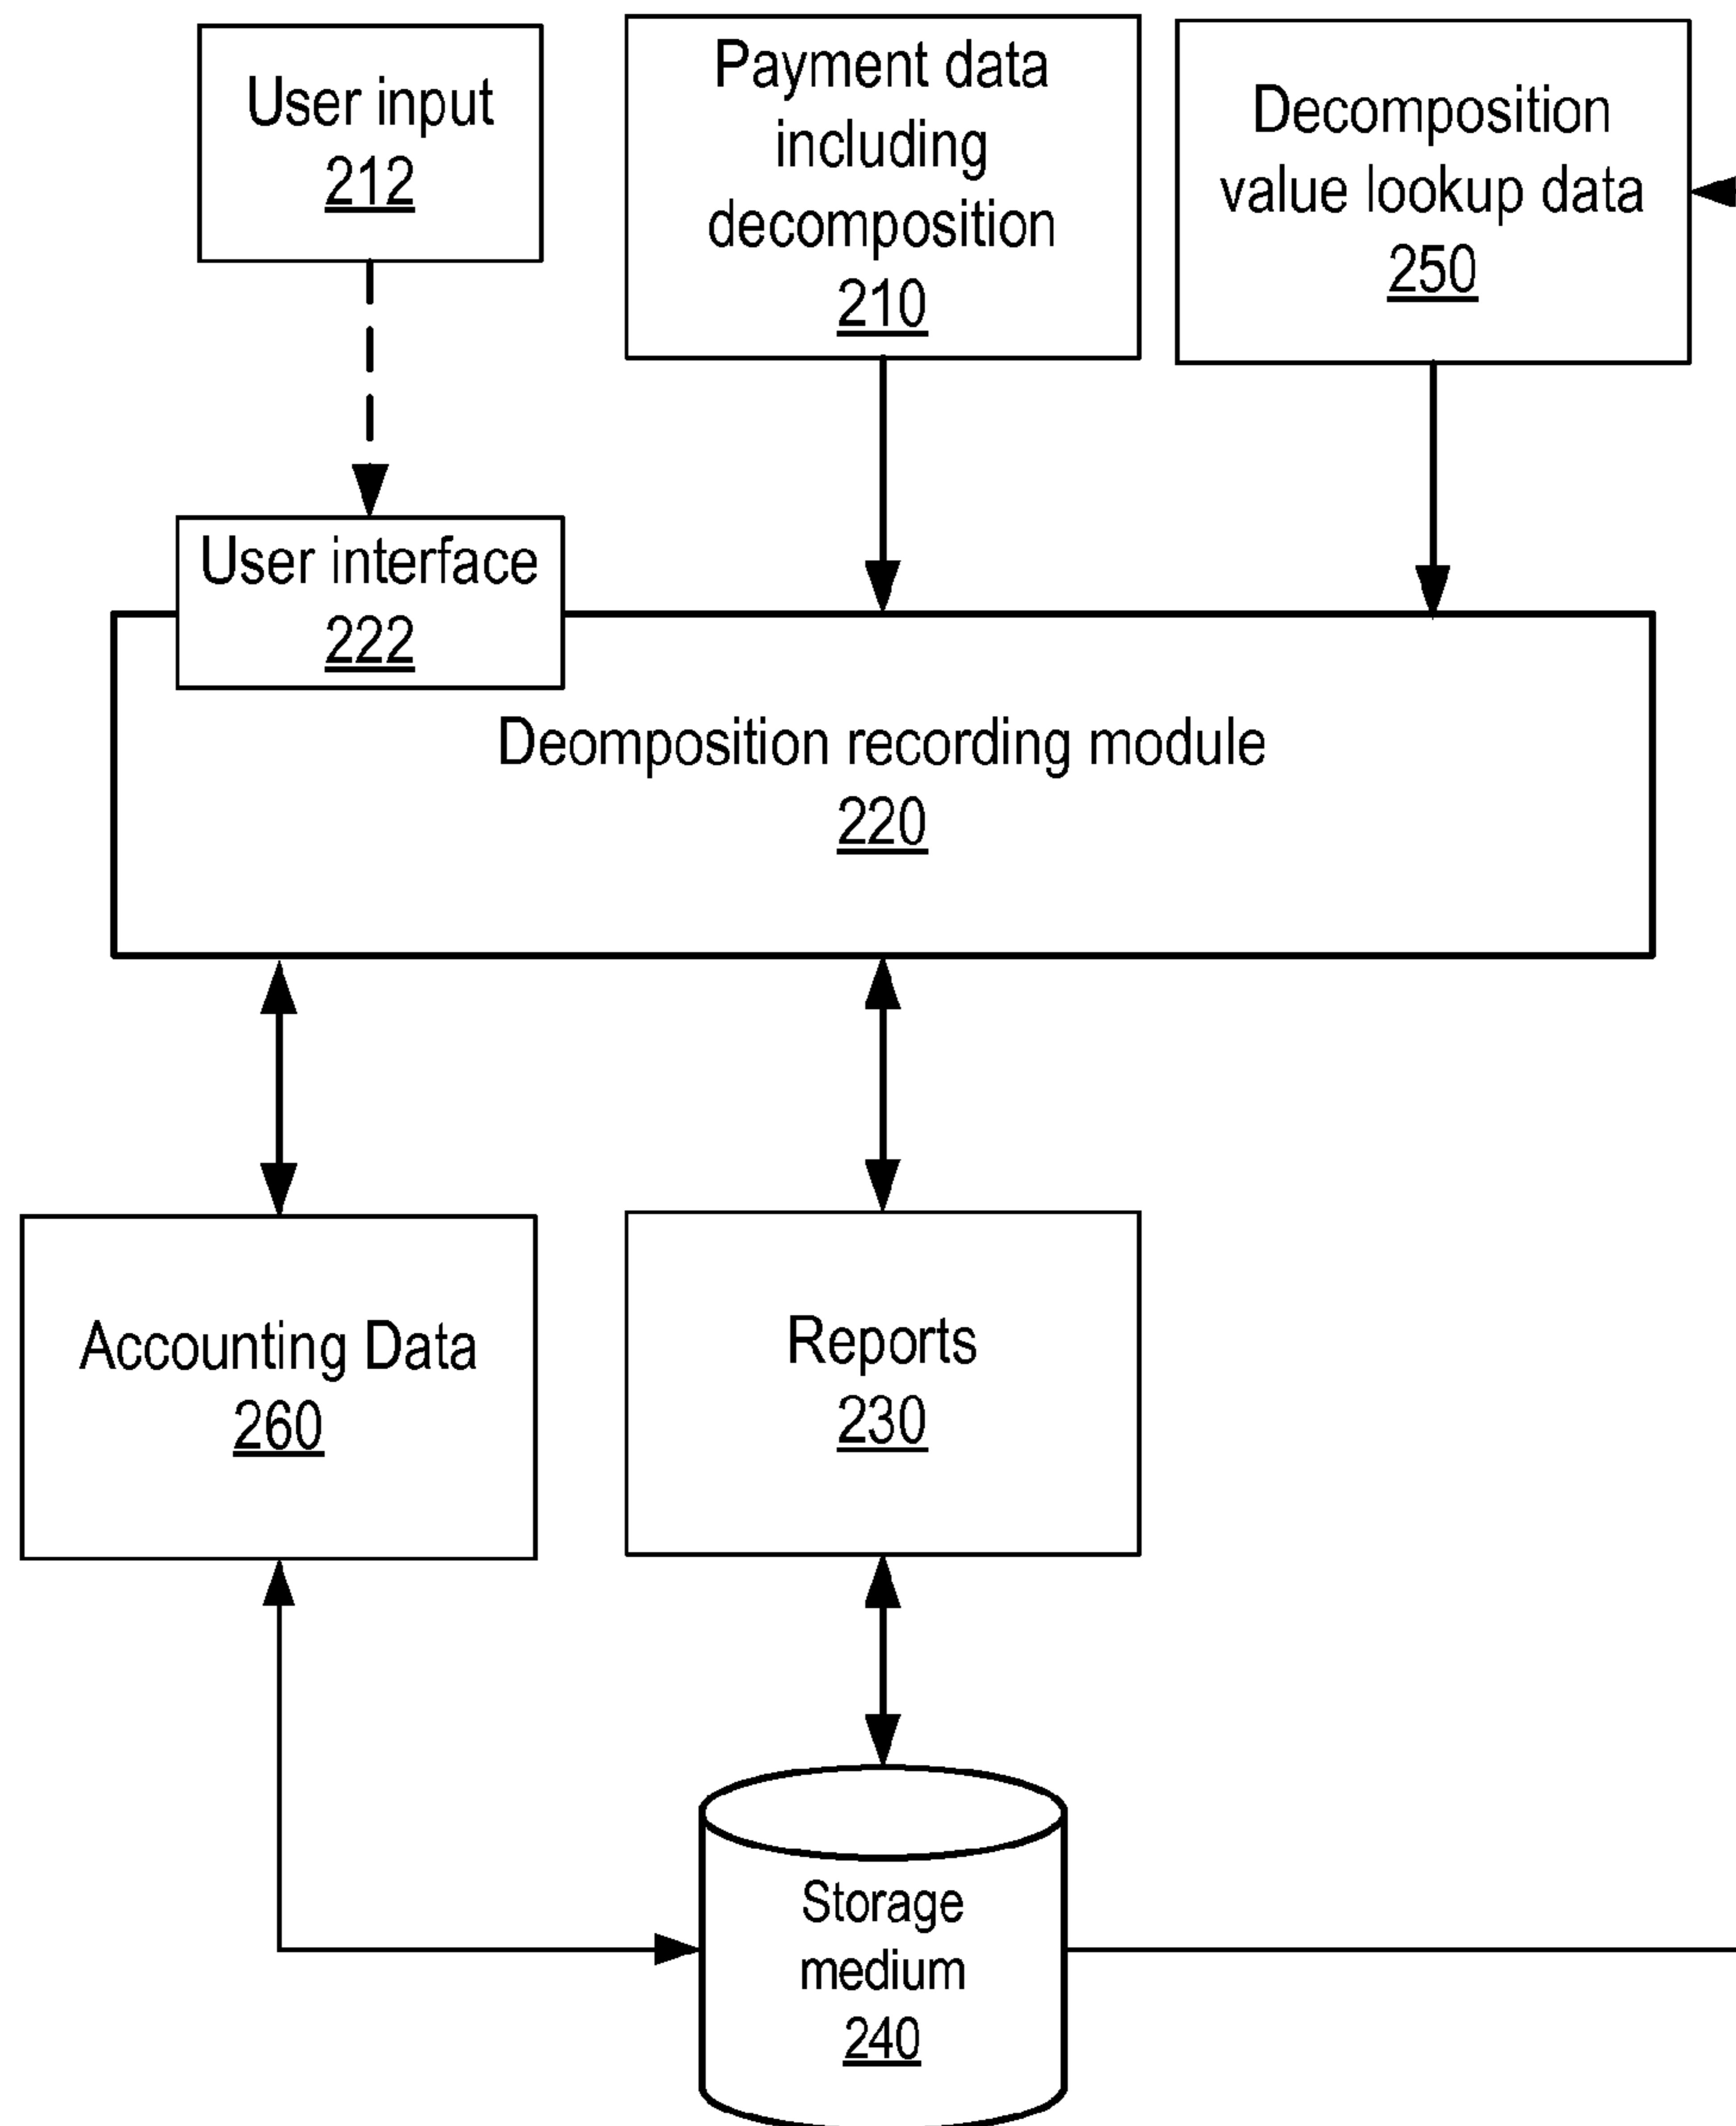 User input
212
Payment data
including
decomposition
210
Decomposition
value lookup data
250
User interface
222
Deomposition recording module
220
Accounting Data
260
Reports
230
Storage
medium
240